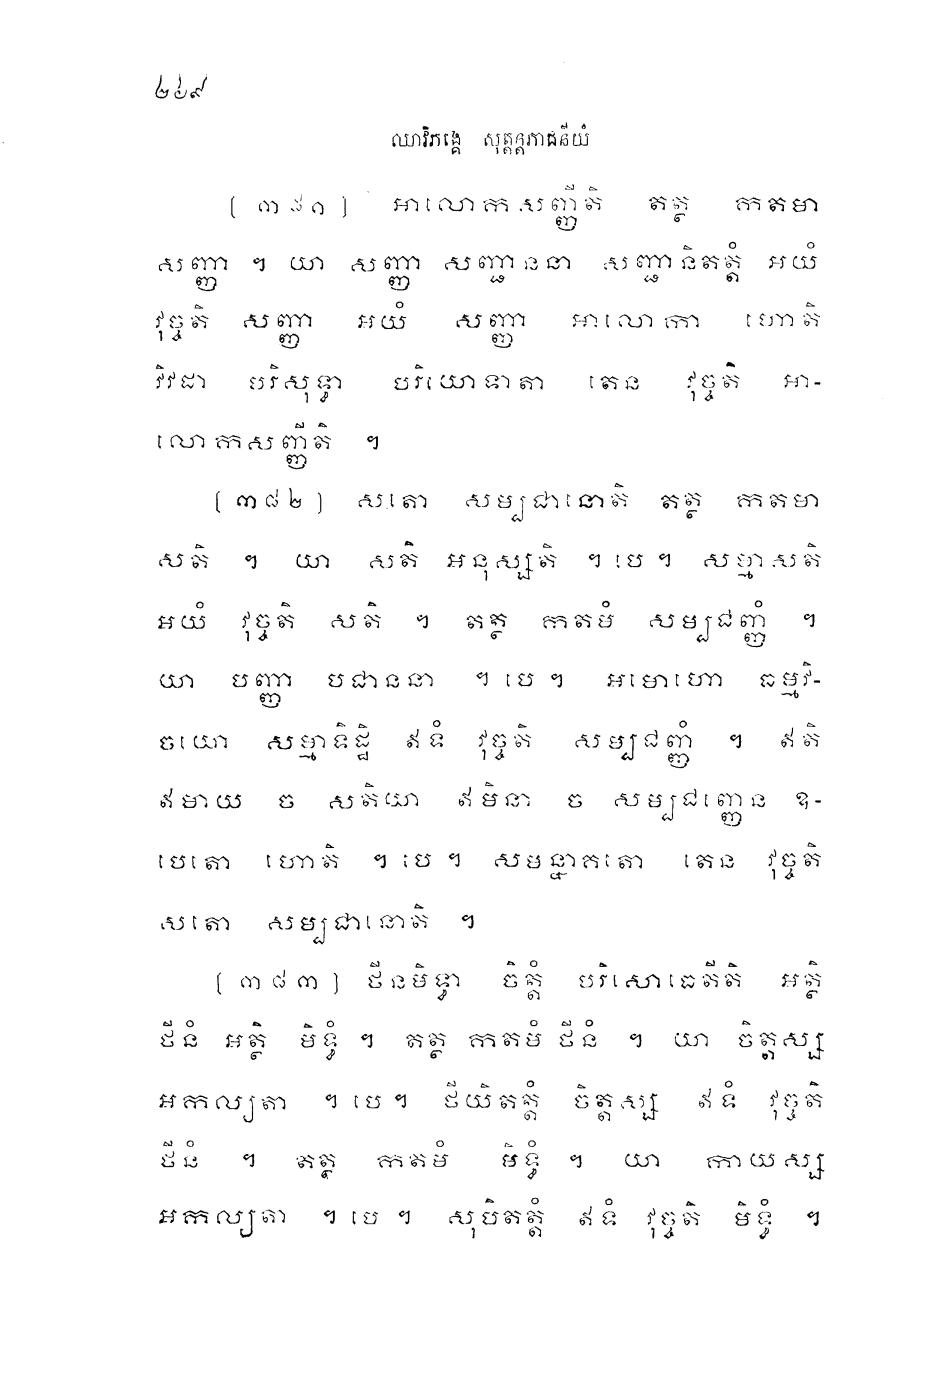 ២៦៩
ឈាវិភង្គេ សុត្តន្តភាជនីយំ
[៣៨១] អាលោកសញ្ញីតិ តត្ថ កតមា
សញ្ញា ។ យា សញ្ញា សញ្ជាននា សញ្ជានិតត្តំ អយំ
វុច្ចតិ សញ្ញា អយំ សញ្ញា អាលោកា ហោតិ
វិវដា បរិសុទ្ធា បរិយោទាតា តេន វុច្ចតិ អា-
លោកសញ្ញីតិ ។
[៣៨២] សតោ សម្បជានោតិ តត្ថ កតមា
សតិ ។ យា សតិ អនុស្សតិ ។បេ។ សម្មាសតិ
អយំ វុច្ចតិ សតិ ។ តត្ថ កតមំ សម្បជញ្ញំ ។
យា បញ្ញា បជាននា ។បេ។ អមោហោ ធម្មវិ-
ចយោ សម្មាទិដ្ឋិ ឥទំ វុច្ចតិ សម្បជញ្ញំ ។ ឥតិ
ឥមាយ ច សតិយា ឥមិនា ច សម្បជញ្ញេន ឧ-
បេតោ ហោតិ ។បេ។ សមន្នាគតោ តេន វុច្ចតិ
សតោ សម្បជានោតិ ។
[៣៨៣] ថីនមិទ្ធា ចិត្តំ បរិសោធេតីតិ អត្ថិ
ថីនំ អត្ថិ មិទ្ធំ ។ តត្ថ កតមំ ថីនំ ។ យា ចិត្តស្ស
អកល្យតា ។បេ។ ថីយិតត្តំ ចិត្តស្ស ឥទំ វុច្ចតិ
ថីនំ ។ តត្ថ កតមំ មិទ្ធំ ។ យា កាយស្ស
អកល្យតា ។បេ។ សុបិតត្តំ ឥទំ វុច្ចតិ មិទ្ធំ ។